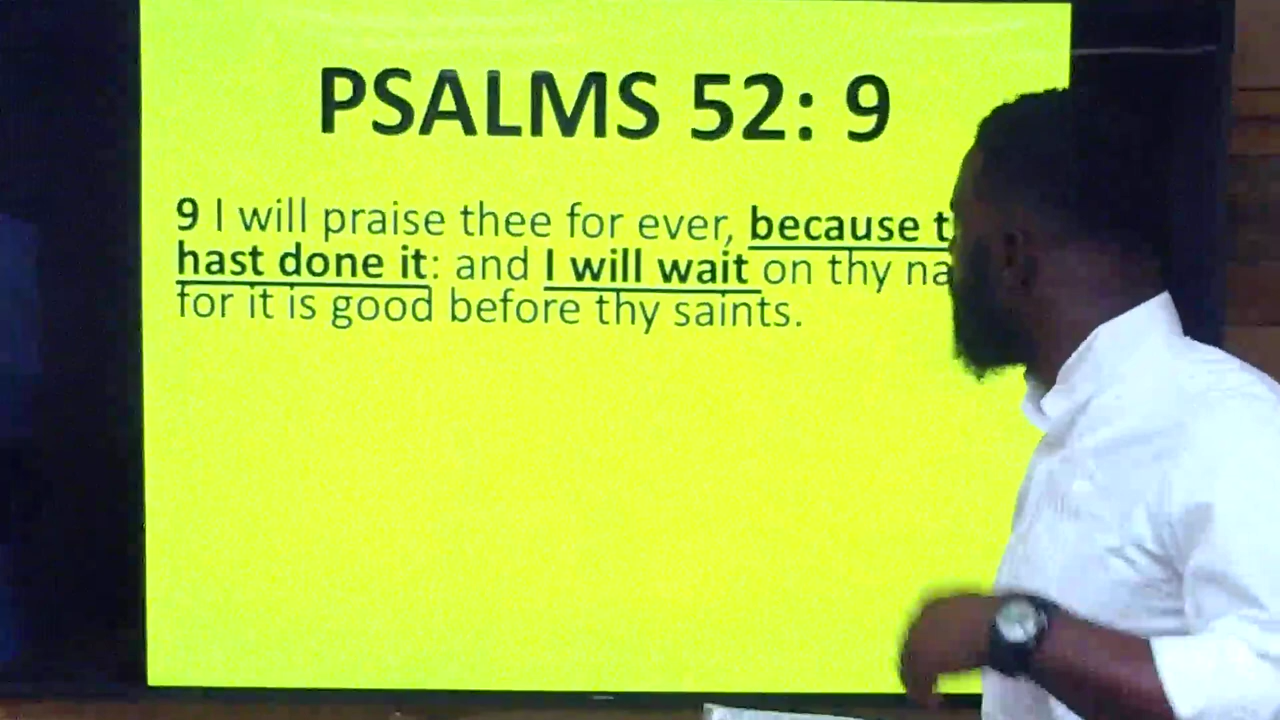 PSALMS 52: 9
9 I will praise thee for ever, because
hast done it: and I will wait on thy
for it is good before thy saints.